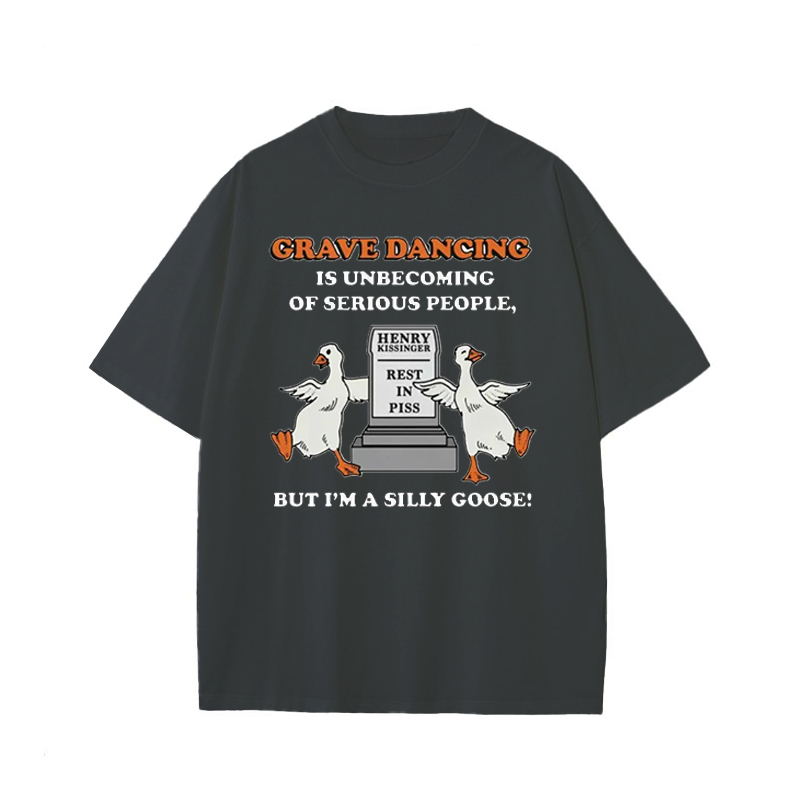 GRAVE DANCING
IS UNBECOMING
OF SERIOUS PEOPLE,
HENRY
KISSINGER
REST
IN
PISS
BUT I'M A SILLY GOOSE!